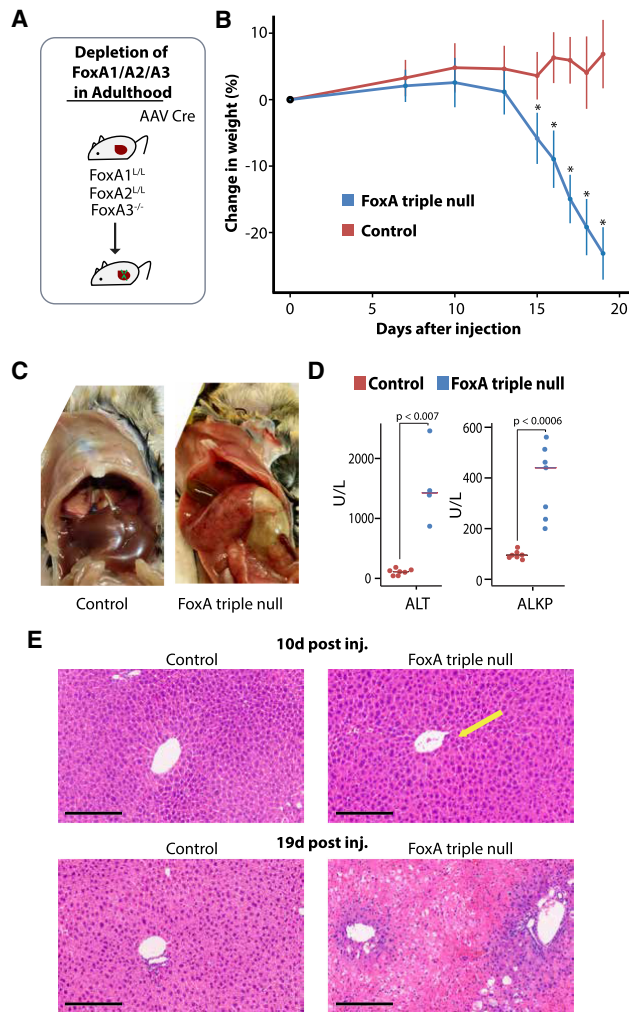 A
Depletion of
FoxA1/A2/A3
in Adulthood
AAV Cre
FoxA1L/L
FoxA2L/L
FoxA3-/-
B
Change in weight (%)
10
0
-10
-20
* * * * *
FoxA triple null
Control
0 5 10 15 20
Days after injection
C
Control
FoxA triple null
D
Control FoxA triple null
p < 0.007
U/L
2000
1000
0
ALT
p < 0.0006
U/L
600
400
200
0
ALKP
E
10d post inj.
Control FoxA triple null
19d post inj.
Control FoxA triple null